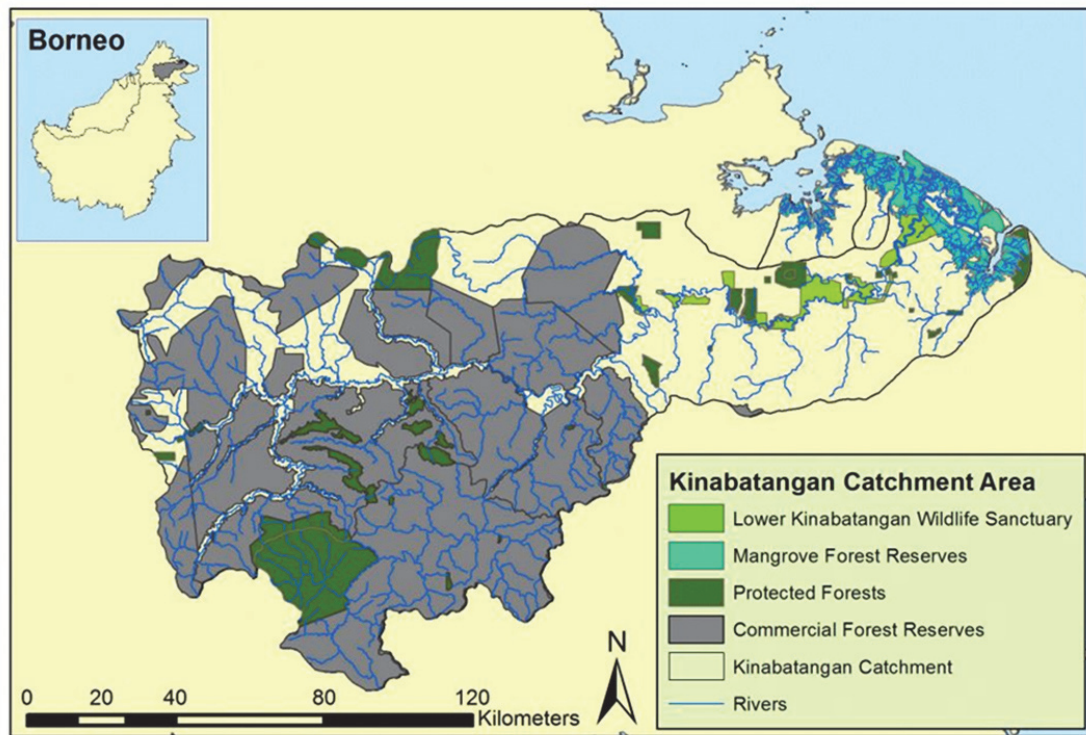 Borneo
Kinabatangan Catchment Area
Lower Kinabatangan Wildlife Sanctuary
Mangrove Forest Reserves
Protected Forests
Commercial Forest Reserves
Kinabatangan Catchment
Rivers
N
0 20 40 80 120
Kilometers